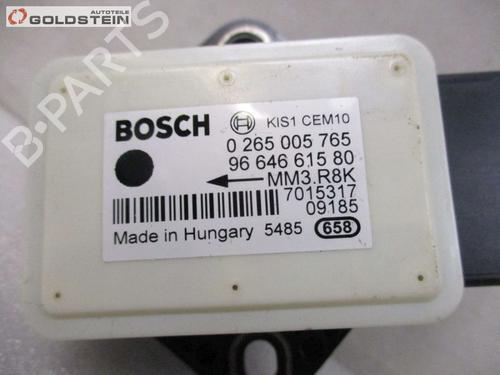 AUTOTEILE
GOLDSTEIN
B-PARTS
BOSCH KIS1 CEM10
0 265 005 765
96 646 615 80
MM3.R8K
7015317
09185
Made in Hungary 5485 658